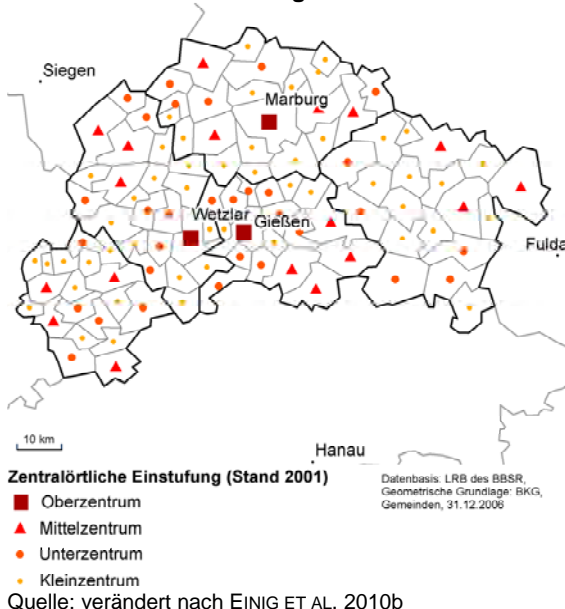 Siegen
Marburg
Wetzlar
Gießen
Fulda
10 km
Hanau
Zentralörtliche Einstufung (Stand 2001)
Oberzentrum
Mittelzentrum
Unterzentrum
Kleinzentrum
Datenbasis: LRB des BBSR,
Geometrische Grundlage: BKG,
Gemeinden, 31.12.2006
Quelle: verändert nach EINIG ET AL. 2010b